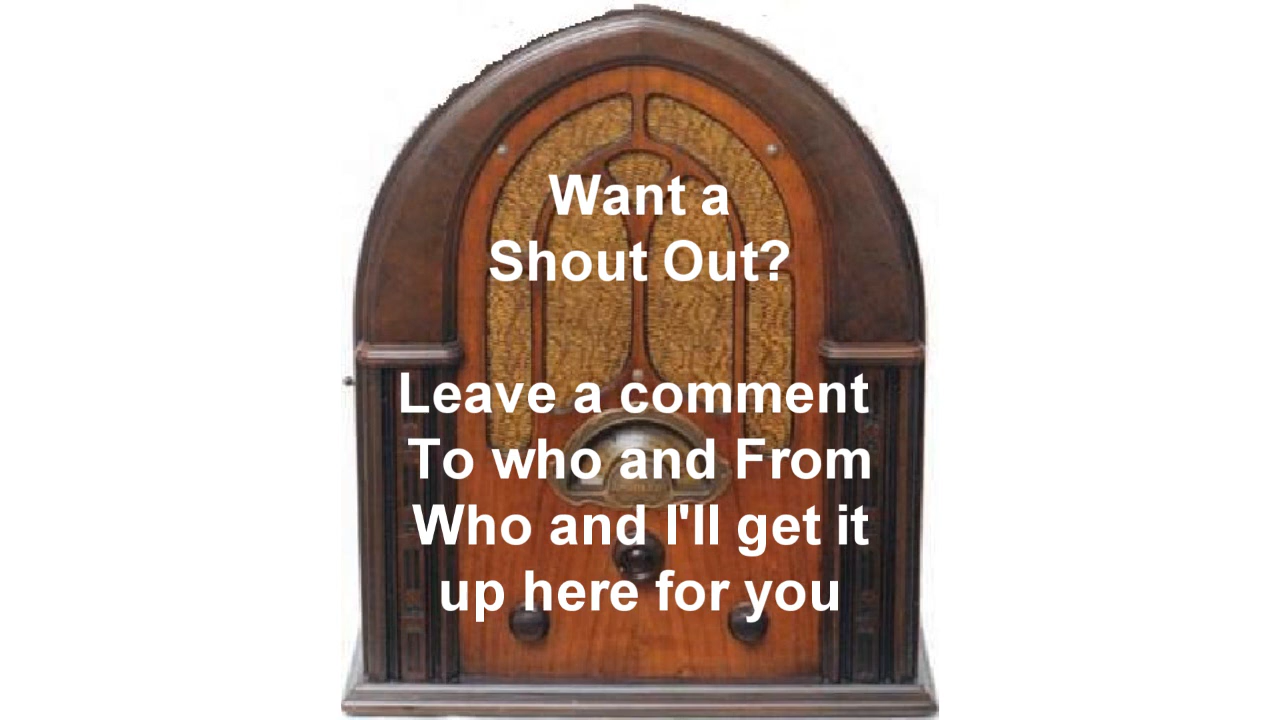 Want a
Shout Out?
Leave a comment
To who and From
Who and I'll get it
up here for you